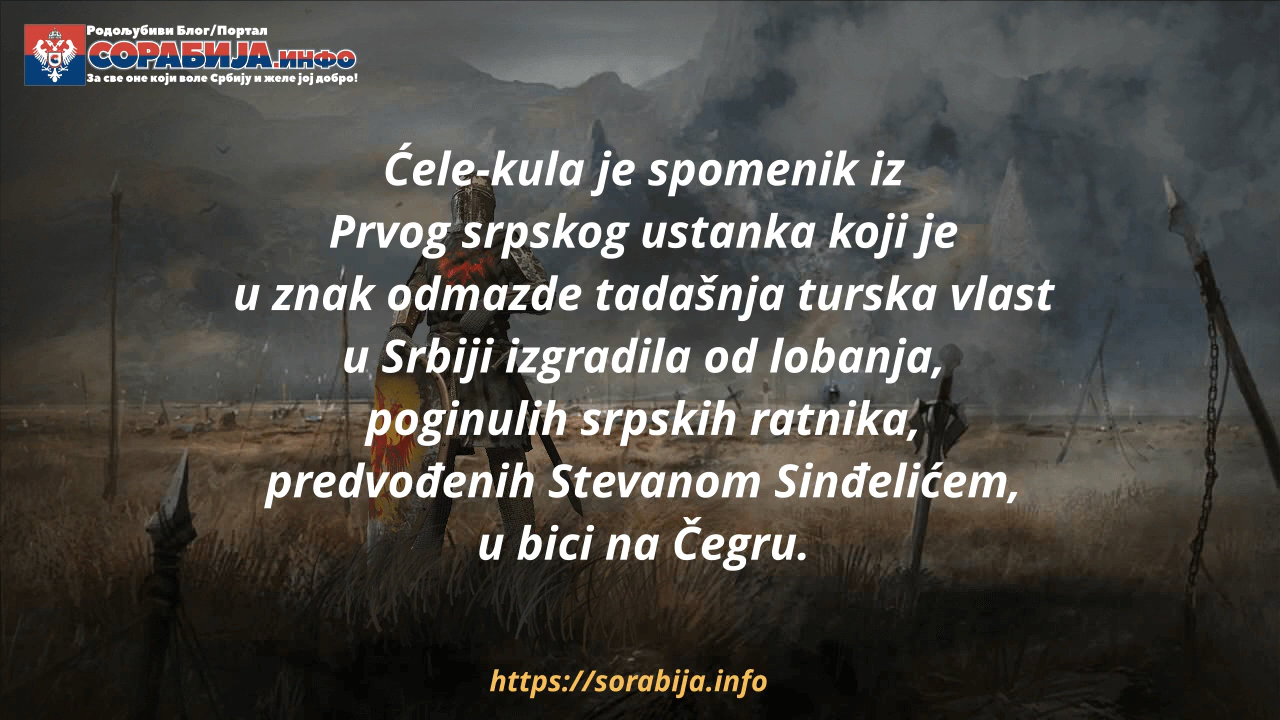 Родољубиви Блог/Портал
СОРАБИЈА.ИНФО
За све оне који воле Србију и желе јој добро!
Ćele-kula je spomenik iz
Prvog srpskog ustanka koji je
u znak odmazde tadašnja turska vlast
u Srbiji izgradila od lobanja,
poginulih srpskih ratnika,
predvođenih Stevanom Sinđelićem,
u bici na Čegru.
https://sorabija.info